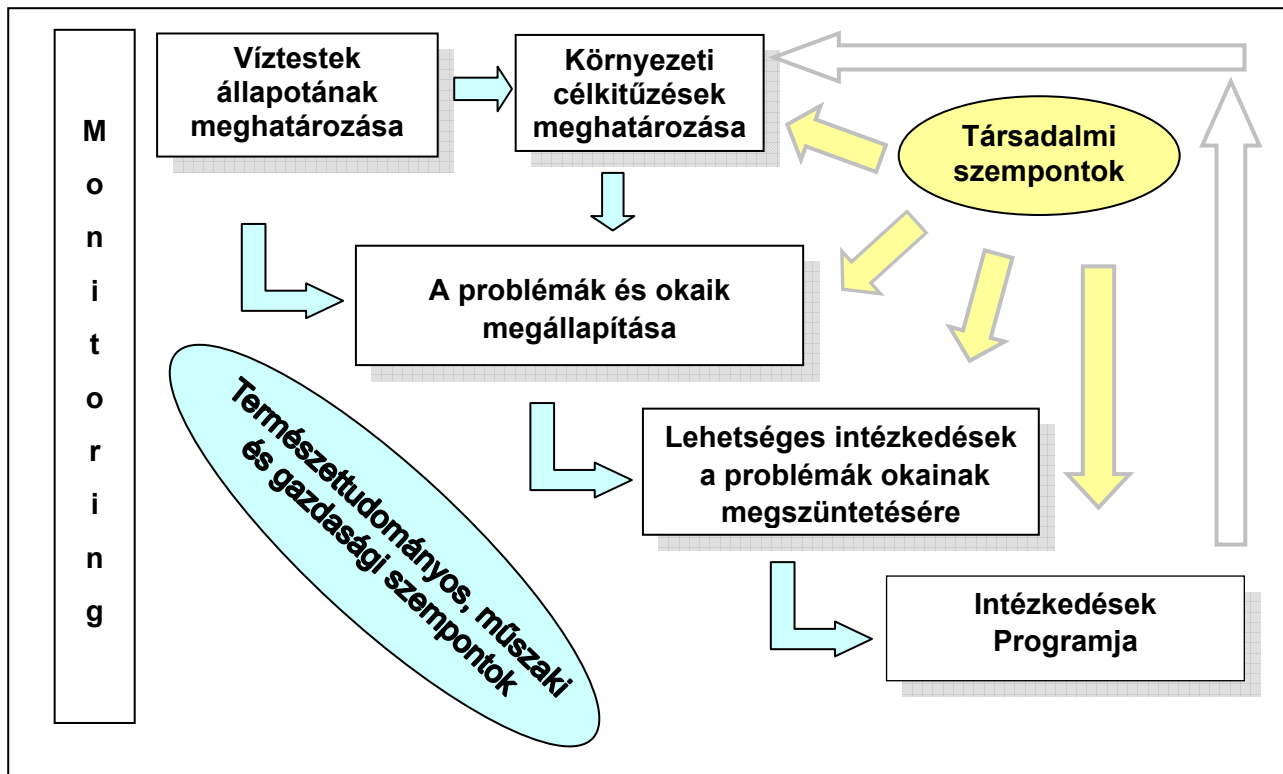 M
o
n
i
t
o
r
i
n
g
Víztestek
állapotának
meghatározása
Környezeti
célkitűzések
meghatározása
Társadalmi
szempontok
A problémák és okaik
megállapítása
Természettudományos, műszaki
és gazdasági szempontok
Lehetséges intézkedések
a problémák okainak
megszüntetésére
Intézkedések
Programja